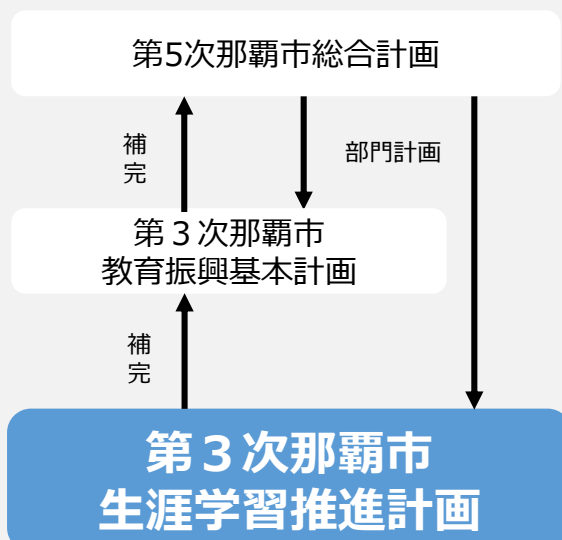 第5次那覇市総合計画
補
完
部門計画
第３次那覇市
教育振興基本計画
補
完
第３次那覇市
生涯学習推進計画